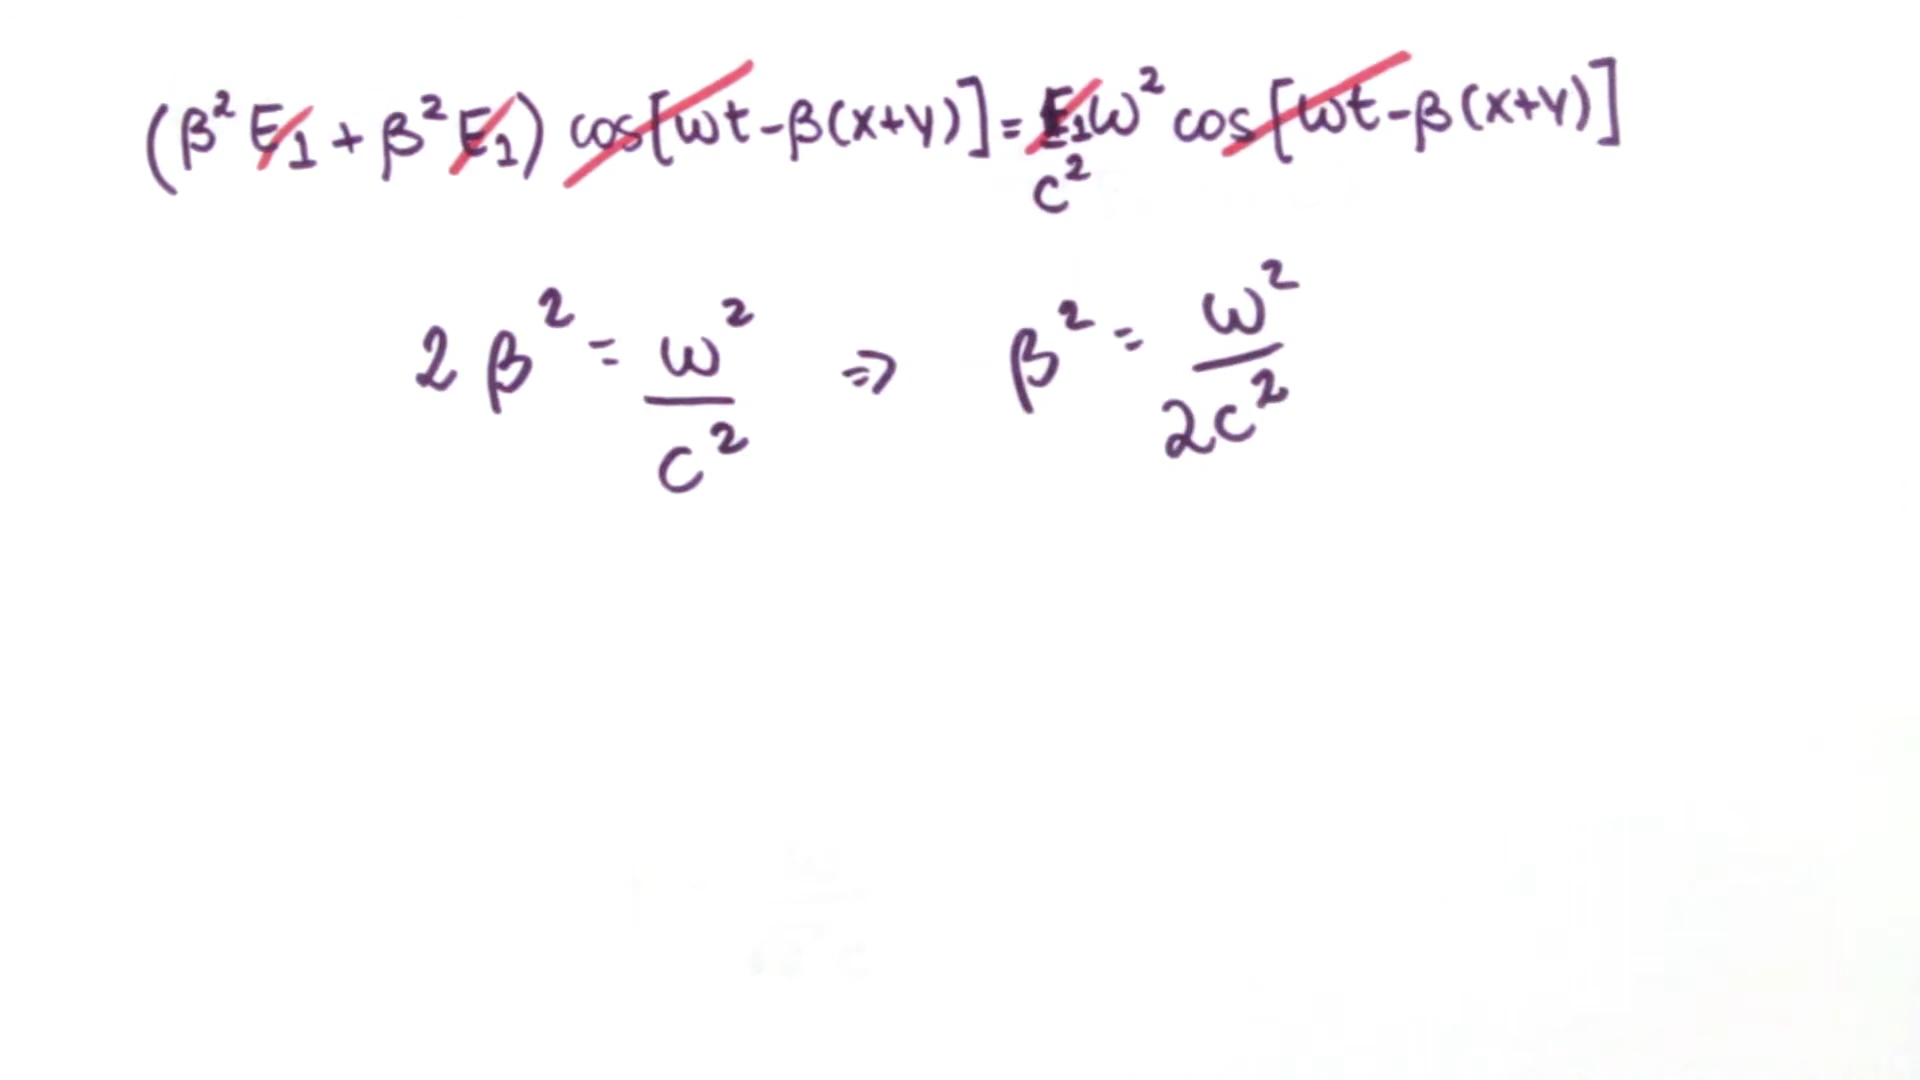 (β² E₁ + β² E₁) cos[ωt-β(x+y)] = E₁ω²/c² cos[ωt-β(x+y)]
2β² = ω²/c² ⇒ β² = ω²/2c²